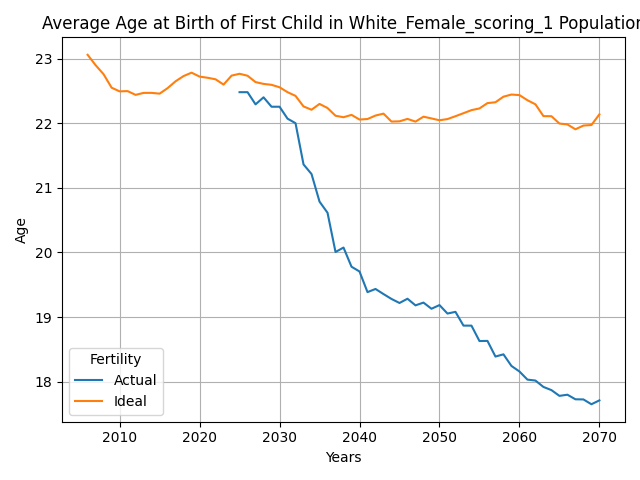 Average Age at Birth of First Child in White_Female_scoring_1 Population
23
22
21
20
19
18
Age
Fertility
Actual
Ideal
2010 2020 2030 2040 2050 2060 2070
Years